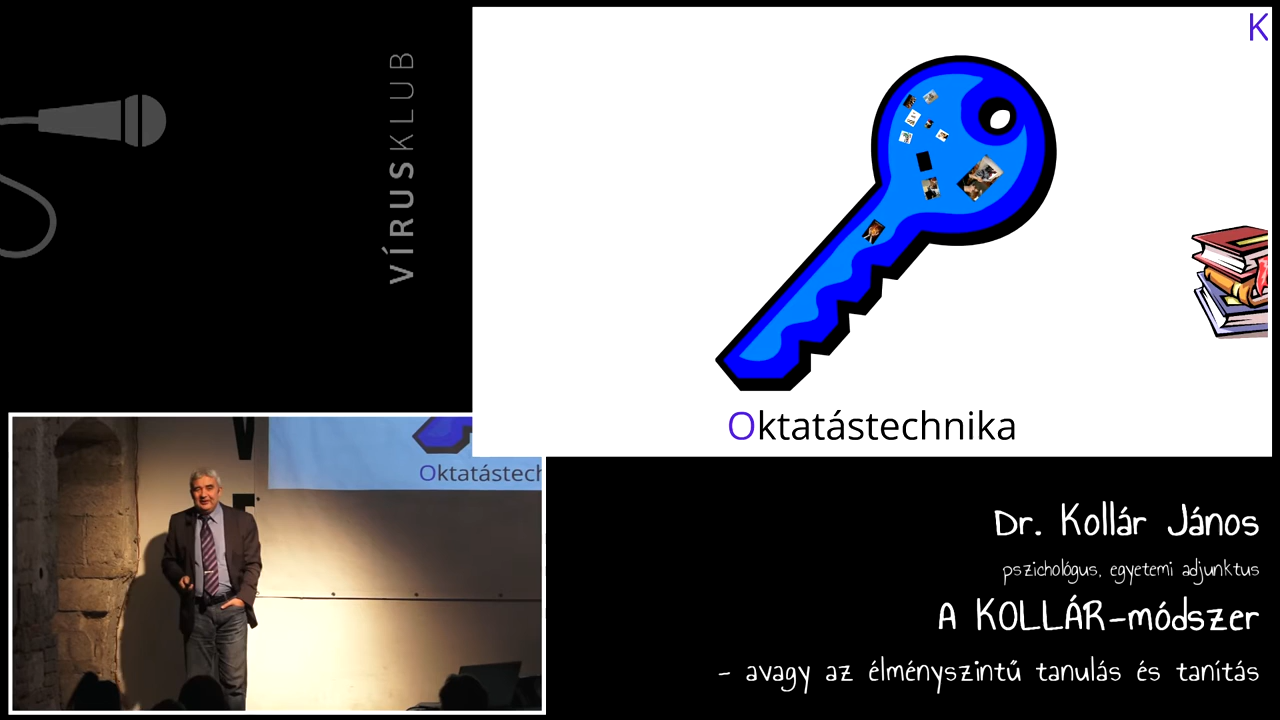 VÍRUSKLUB
K
Oktatástechnika
Oktatástech
Dr. Kollár János
pszichológus, egyetemi adjunktus
A KOLLÁR-módszer
- avagy az élményszintű tanulás és tanítás